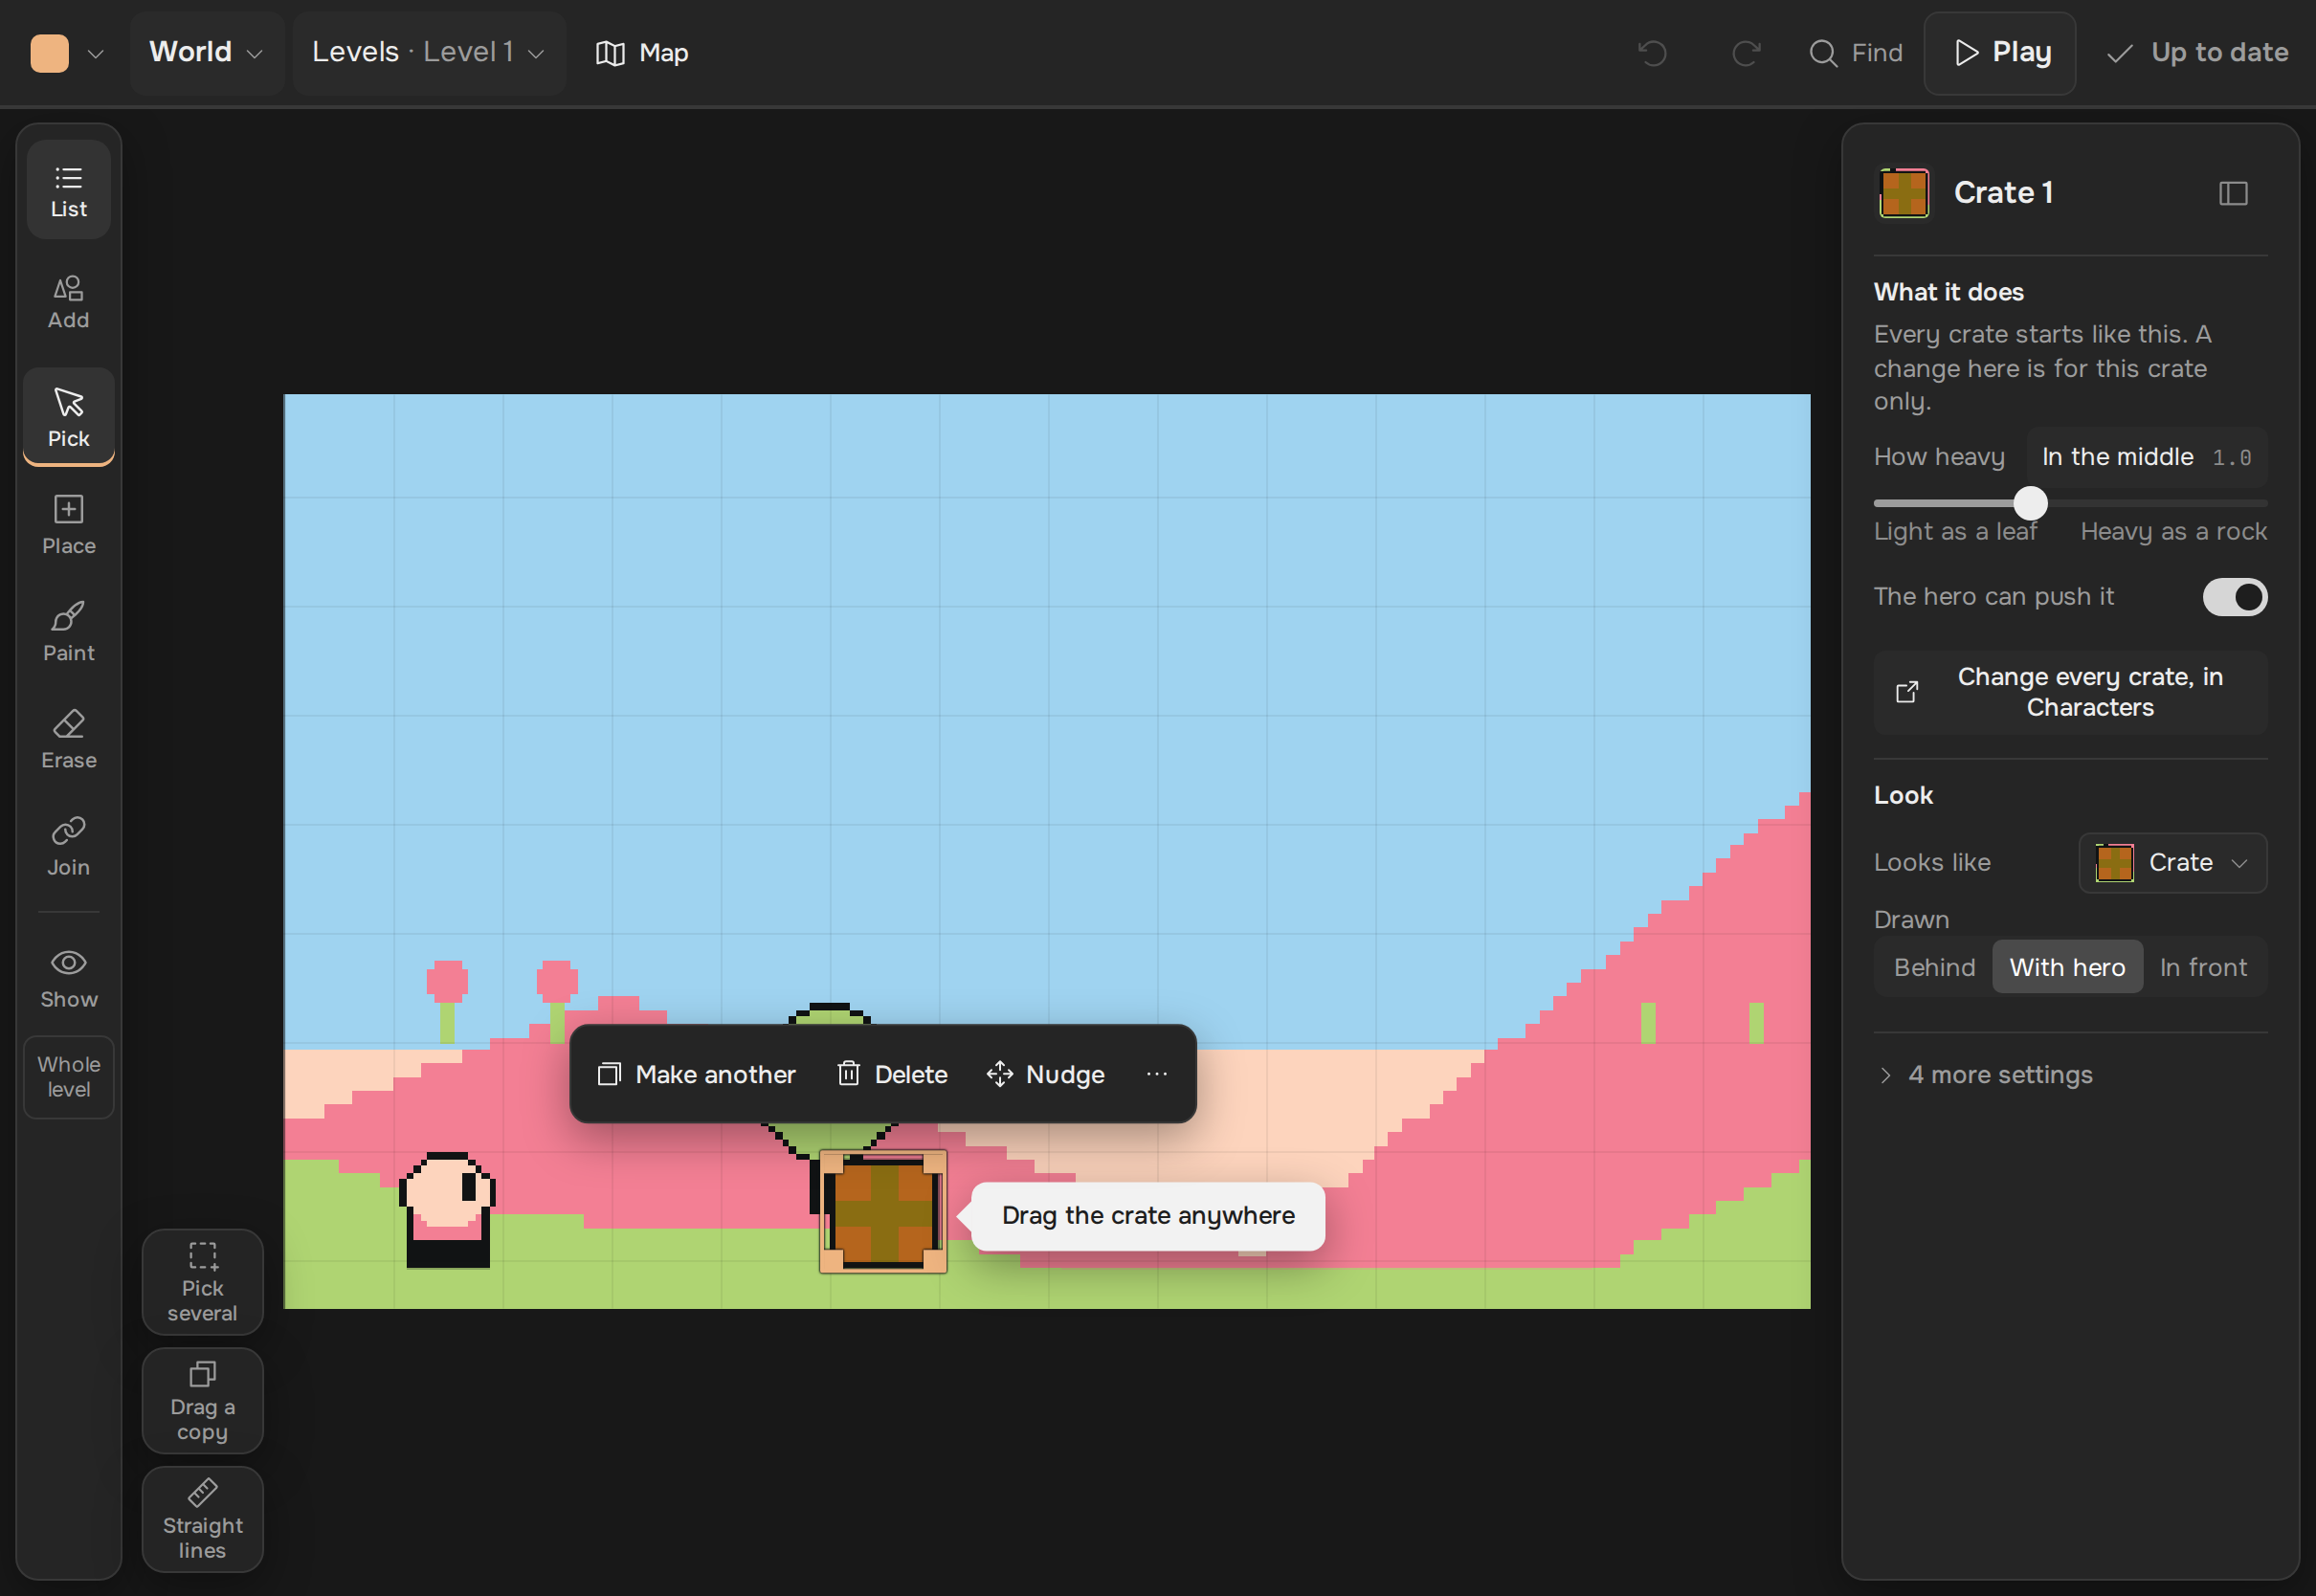 World
Levels · Level 1
Map
Find
Play
Up to date
List
Add
Pick
Place
Paint
Erase
Join
Show
Whole
level
Pick
several
Drag a
copy
Straight
lines
Make another
Delete
Nudge
Drag the crate anywhere
Crate 1
What it does
Every crate starts like this. A
change here is for this crate
only.
How heavy
In the middle 1.0
Light as a leaf
Heavy as a rock
The hero can push it
Change every crate, in
Characters
Look
Looks like
Crate
Drawn
Behind
With hero
In front
4 more settings